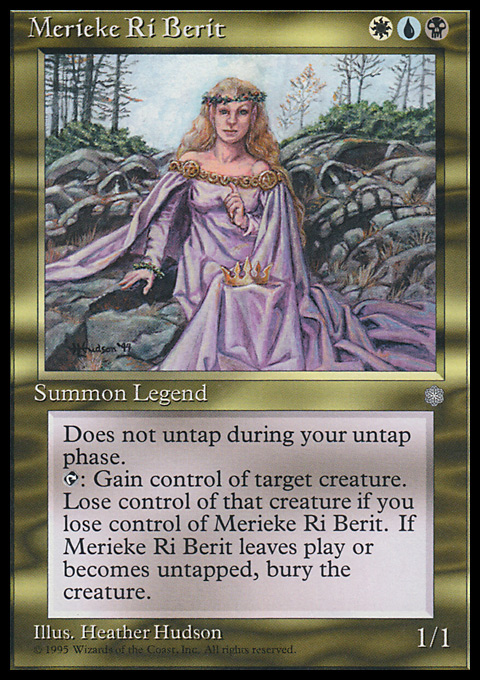 Merieke Ri Berit
Hudson '94
Summon Legend
Does not untap during your untap
phase.
: Gain control of target creature.
Lose control of that creature if you
lose control of Merieke Ri Berit. If
Merieke Ri Berit leaves play or
becomes untapped, bury the
creature.
Illus. Heather Hudson
1/1
© 1995 Wizards of the Coast, Inc. All rights reserved.